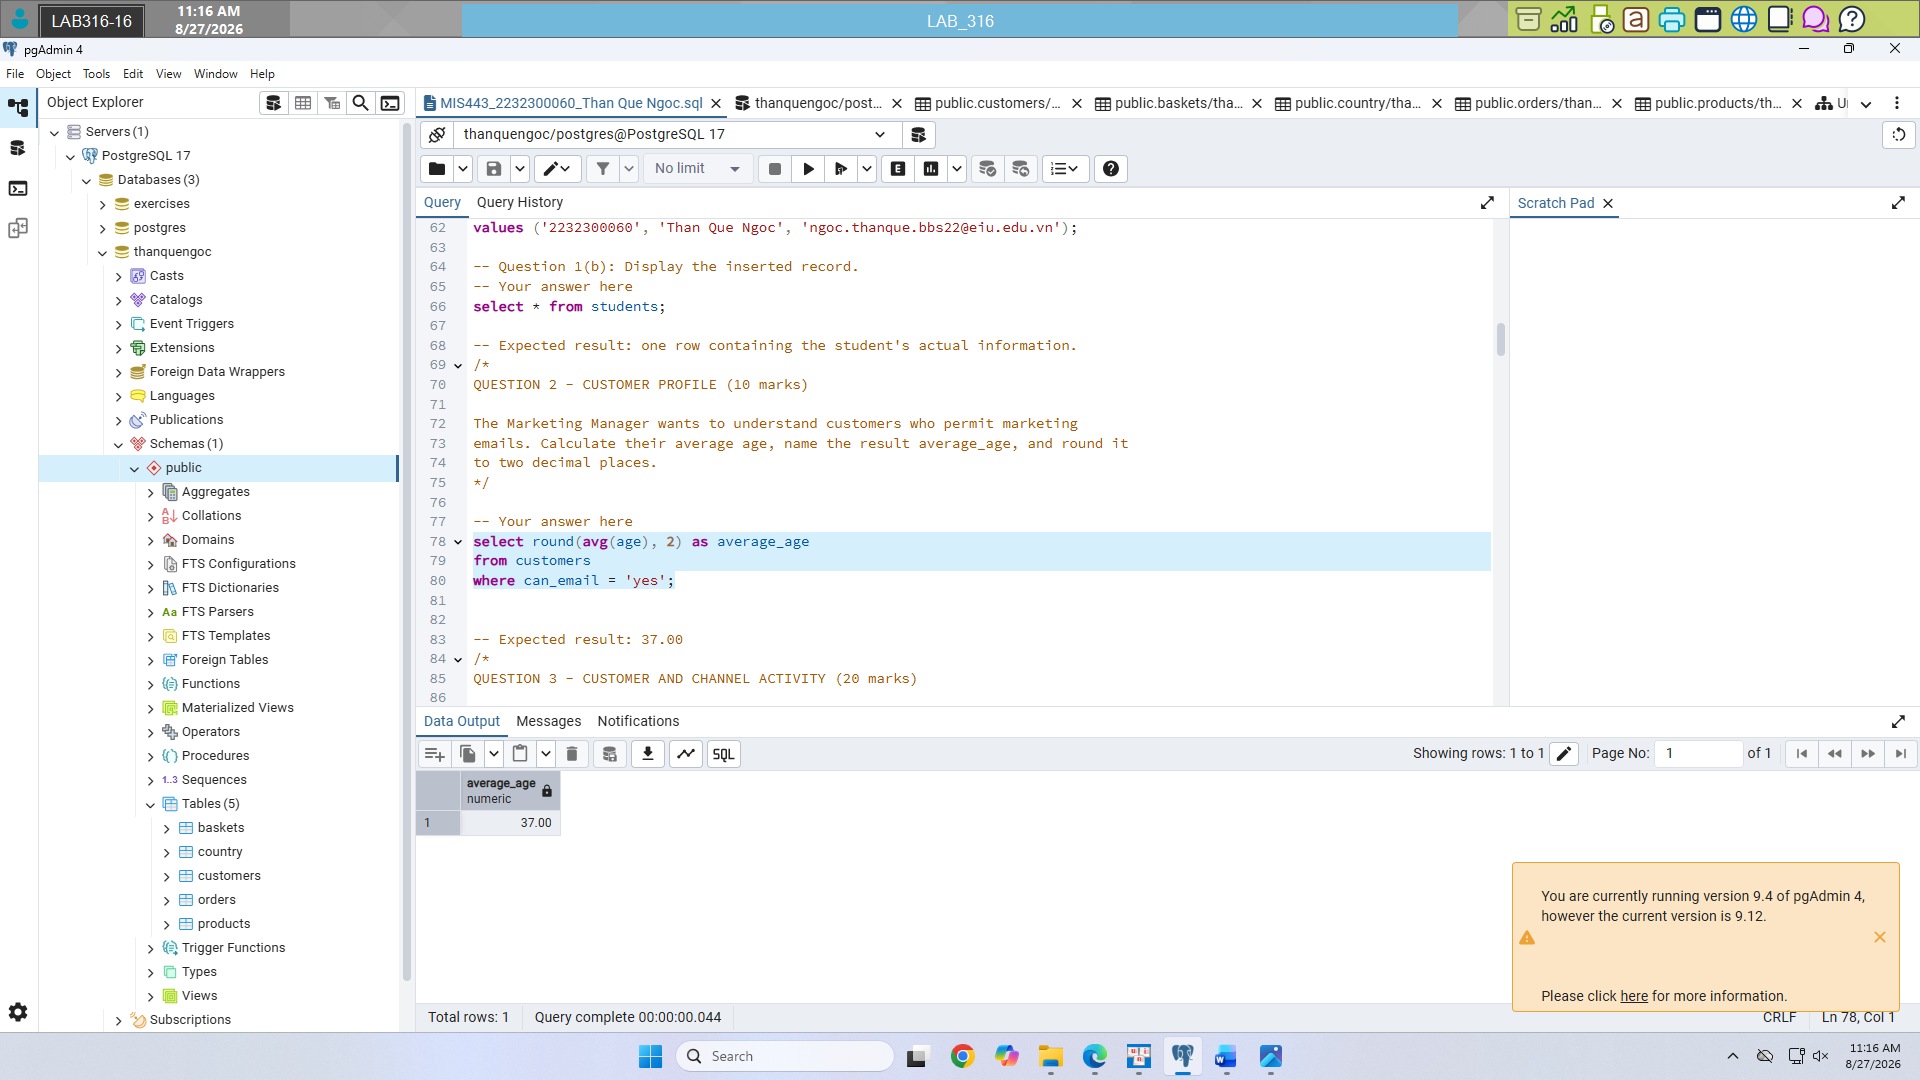 LAB316-16
11:16 AM
8/27/2026
LAB_316
pgAdmin 4
File Object Tools Edit View Window Help
Object Explorer
MIS443_2232300060_Than Que Ngoc.sql
thanquengoc/post...
public.customers/...
public.baskets/tha...
public.country/tha...
public.orders/than...
public.products/th...
thanquengoc/postgres@PostgreSQL 17
No limit
Query
Query History
Scratch Pad
Servers (1)
PostgreSQL 17
Databases (3)
exercises
postgres
thanquengoc
Casts
Catalogs
Event Triggers
Extensions
Foreign Data Wrappers
Languages
Publications
Schemas (1)
public
Aggregates
Collations
Domains
FTS Configurations
FTS Dictionaries
Aa FTS Parsers
FTS Templates
Foreign Tables
Functions
Materialized Views
Operators
Procedures
1..3 Sequences
Tables (5)
baskets
country
customers
orders
products
Trigger Functions
Types
Views
Subscriptions
62 values ('2232300060', 'Than Que Ngoc', 'ngoc.thanque.bbs22@eiu.edu.vn');
63
64 -- Question 1(b): Display the inserted record.
65 -- Your answer here
66 select * from students;
67
68 -- Expected result: one row containing the student's actual information.
69 /*
70 QUESTION 2 - CUSTOMER PROFILE (10 marks)
71
72 The Marketing Manager wants to understand customers who permit marketing
73 emails. Calculate their average age, name the result average_age, and round it
74 to two decimal places.
75 */
76
77 -- Your answer here
78 select round(avg(age), 2) as average_age
79 from customers
80 where can_email = 'yes';
81
82
83 -- Expected result: 37.00
84 /*
85 QUESTION 3 - CUSTOMER AND CHANNEL ACTIVITY (20 marks)
86
Data Output
Messages
Notifications
SQL
Showing rows: 1 to 1
Page No: 1 of 1
average_age
numeric
1 37.00
You are currently running version 9.4 of pgAdmin 4,
however the current version is 9.12.
Please click here for more information.
Total rows: 1
Query complete 00:00:00.044
CRLF
Ln 78, Col 1
Search
11:16 AM
8/27/2026